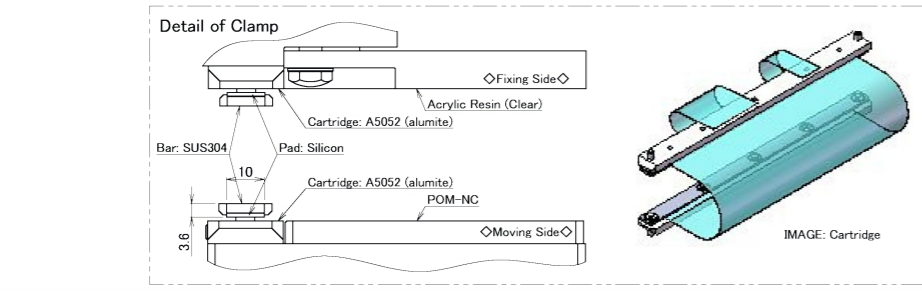 Detail of Clamp
◇Fixing Side◇
Acrylic Resin (Clear)
Cartridge: A5052 (alumite)
Bar: SUS304
Pad: Silicon
10
Cartridge: A5052 (alumite)
POM-NC
3.6
◇Moving Side◇
IMAGE: Cartridge